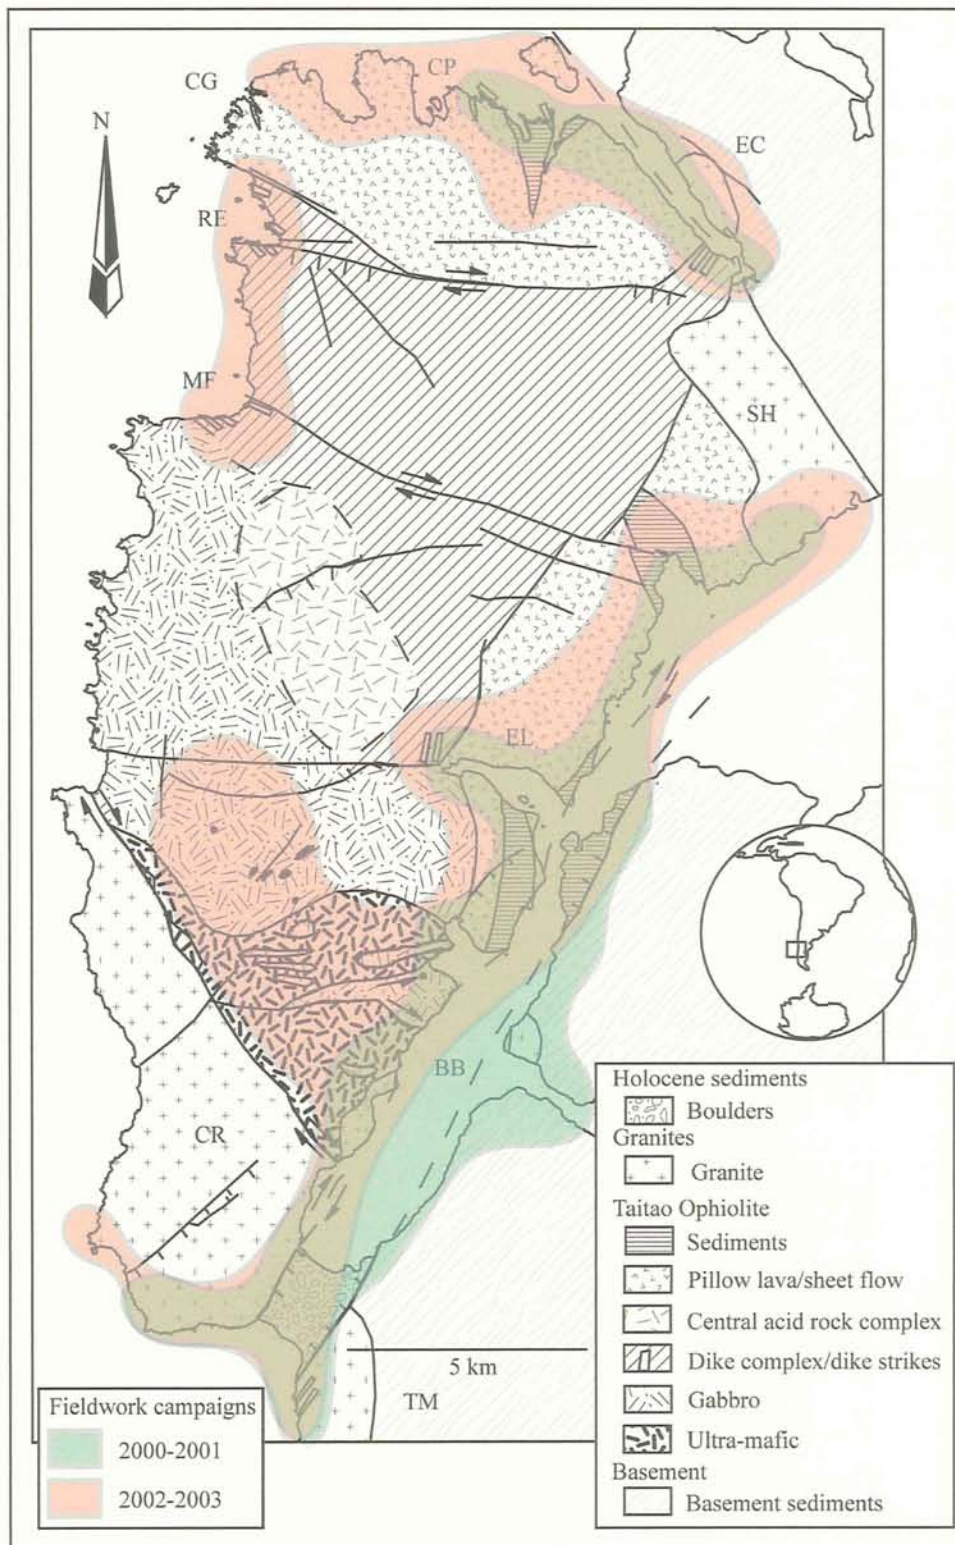 CG
CP
N
EC
RE
MF
SH
EL
BB
CR
TM
5 km
Fieldwork campaigns
2000-2001
2002-2003
Holocene sediments
Boulders
Granites
Granite
Taitao Ophiolite
Sediments
Pillow lava/sheet flow
Central acid rock complex
Dike complex/dike strikes
Gabbro
Ultra-mafic
Basement
Basement sediments